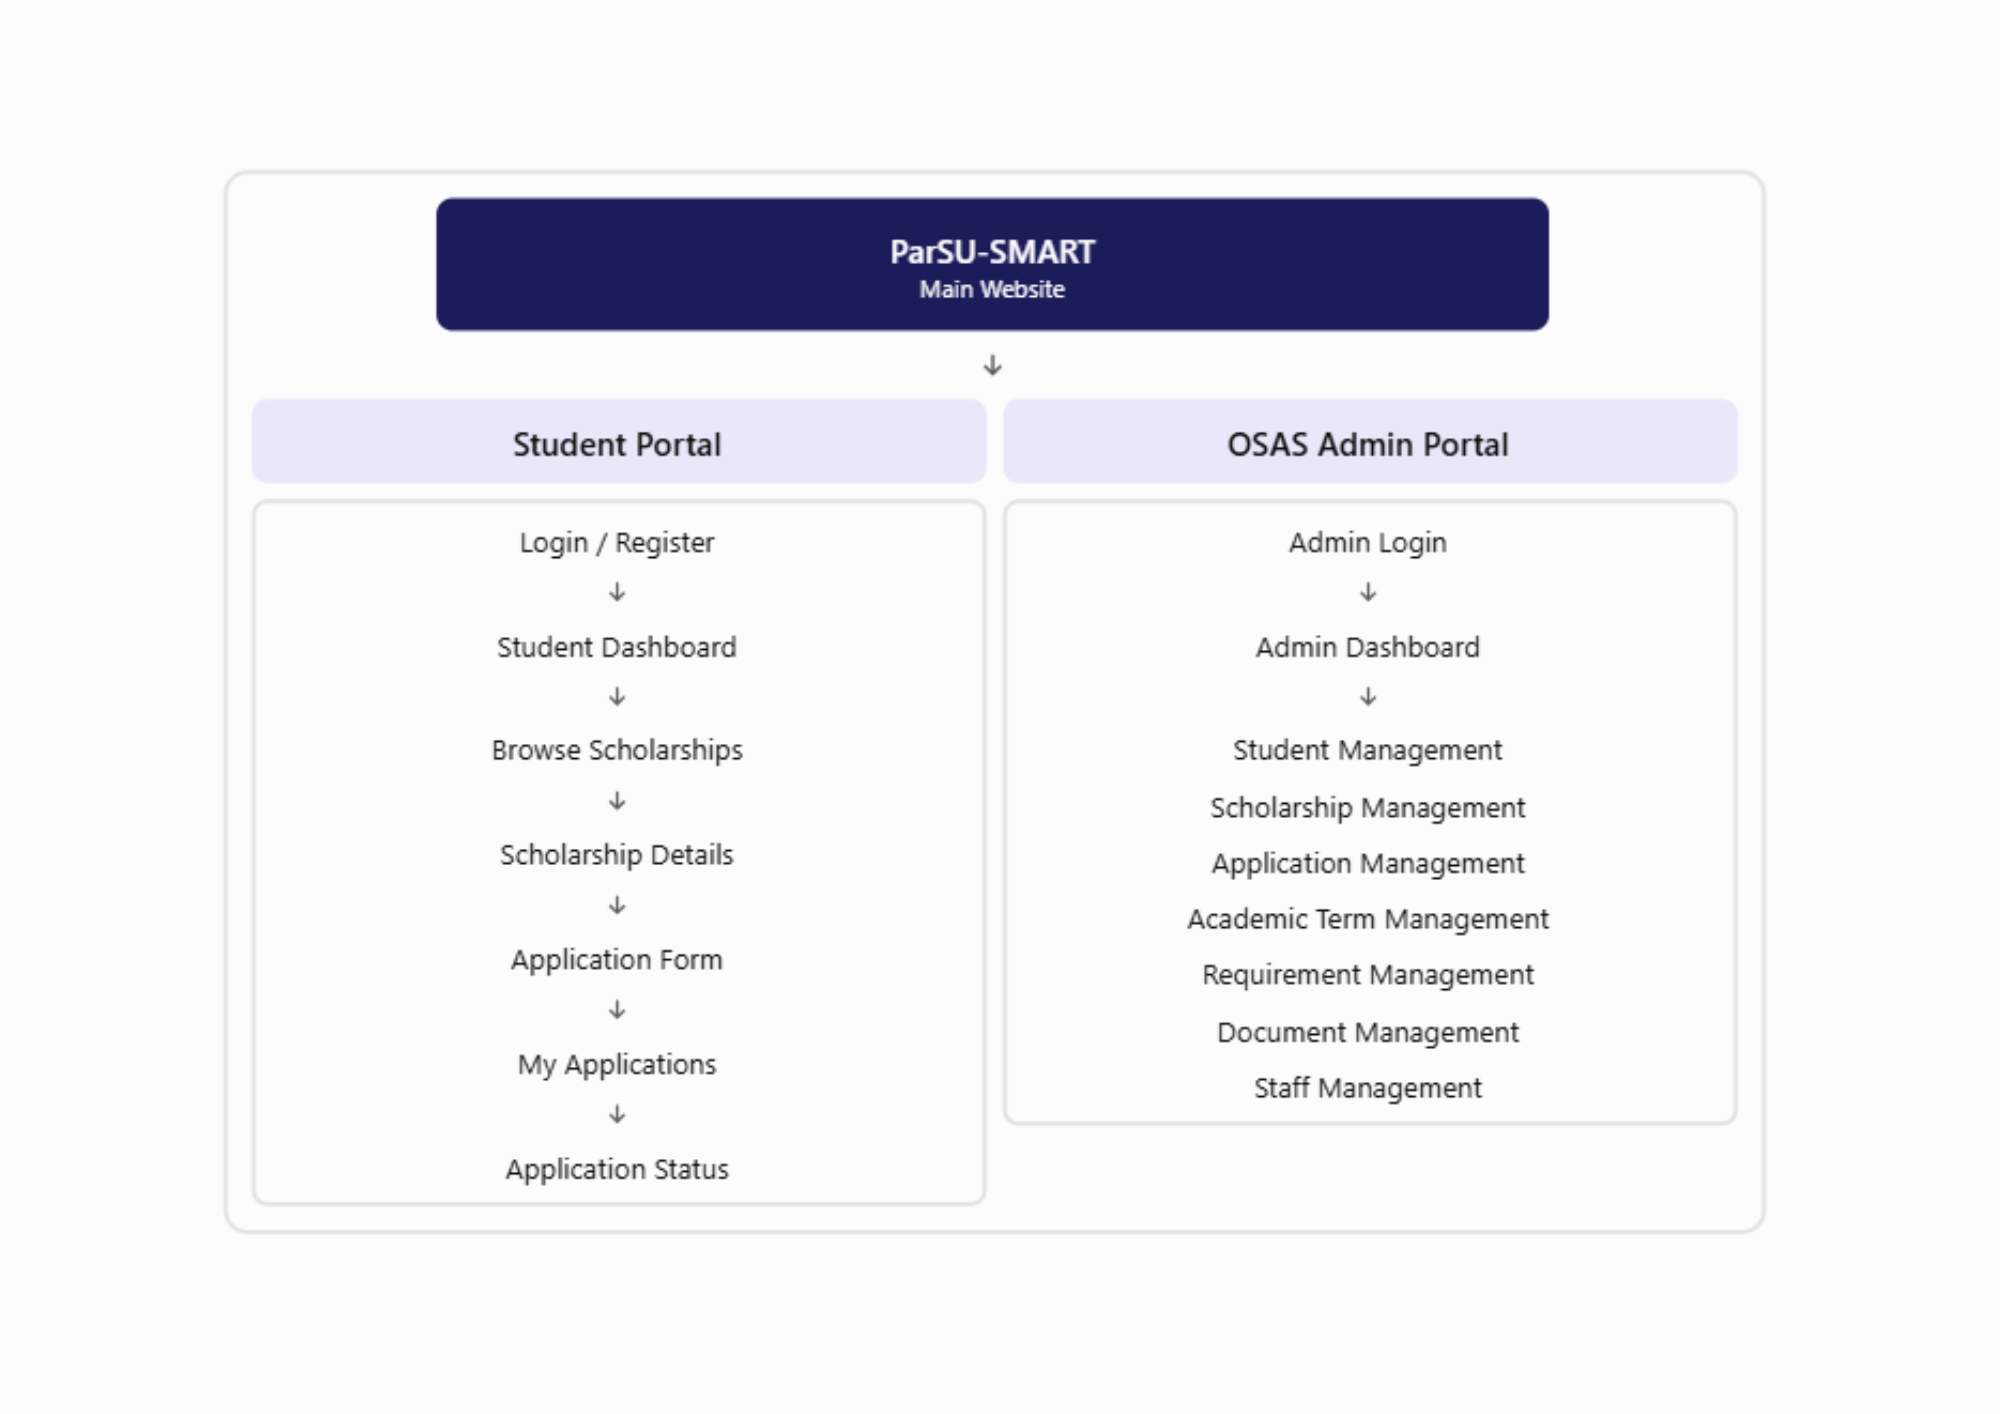 ParSU-SMART
Main Website
↓
Student Portal
Login / Register
↓
Student Dashboard
↓
Browse Scholarships
↓
Scholarship Details
↓
Application Form
↓
My Applications
↓
Application Status
OSAS Admin Portal
Admin Login
↓
Admin Dashboard
↓
Student Management
Scholarship Management
Application Management
Academic Term Management
Requirement Management
Document Management
Staff Management